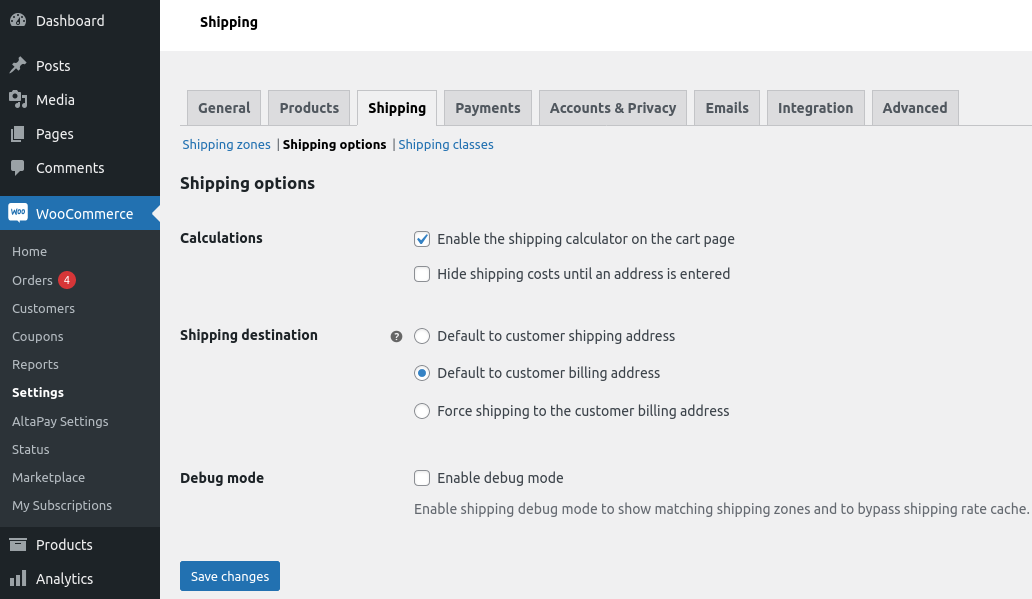 Dashboard
Posts
Media
Pages
Comments
Woo WooCommerce
Home
Orders 4
Customers
Coupons
Reports
Settings
AltaPay Settings
Status
Marketplace
My Subscriptions
Products
Analytics
Shipping
General Products Shipping Payments Accounts & Privacy Emails Integration Advanced
Shipping zones | Shipping options | Shipping classes
Shipping options
Calculations Enable the shipping calculator on the cart page
Hide shipping costs until an address is entered
Shipping destination ? Default to customer shipping address
Default to customer billing address
Force shipping to the customer billing address
Debug mode Enable debug mode
Enable shipping debug mode to show matching shipping zones and to bypass shipping rate cache.
Save changes